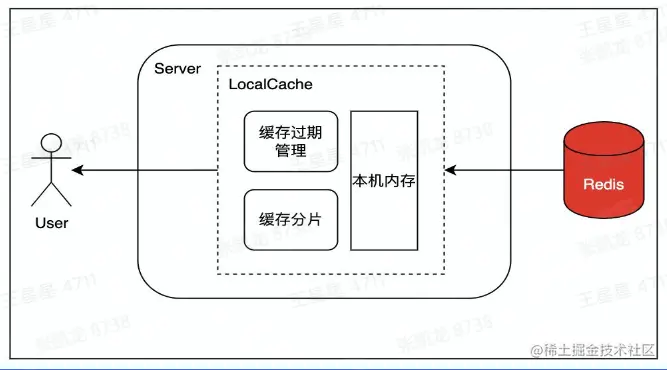 Server
LocalCache
缓存过期
管理
本机内存
缓存分片
User
Redis
王星星 4711
张凯龙 8738
@稀土掘金技术社区